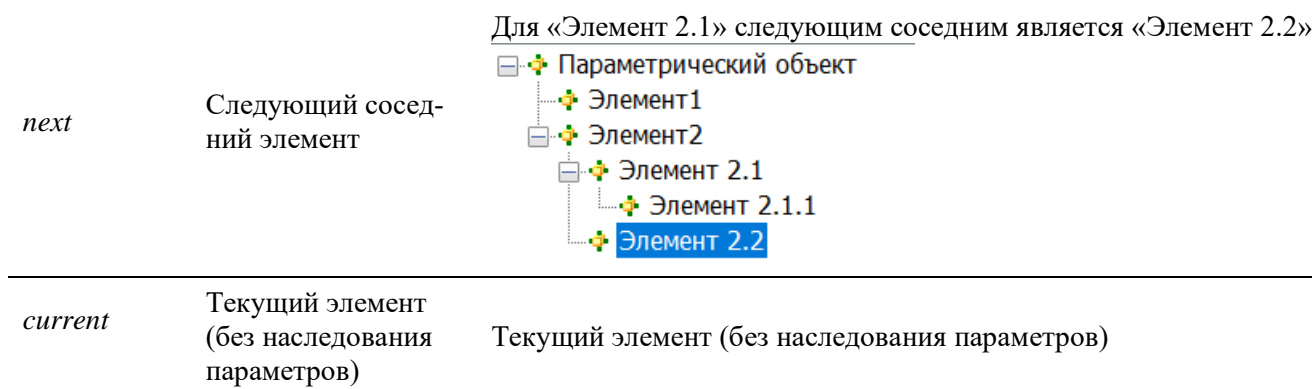 Для «Элемент 2.1» следующим соседним является «Элемент 2.2»
next
Следующий сосед-
ний элемент
Параметрический объект
Элемент1
Элемент2
Элемент 2.1
Элемент 2.1.1
Элемент 2.2
current
Текущий элемент
(без наследования
параметров)
Текущий элемент (без наследования параметров)